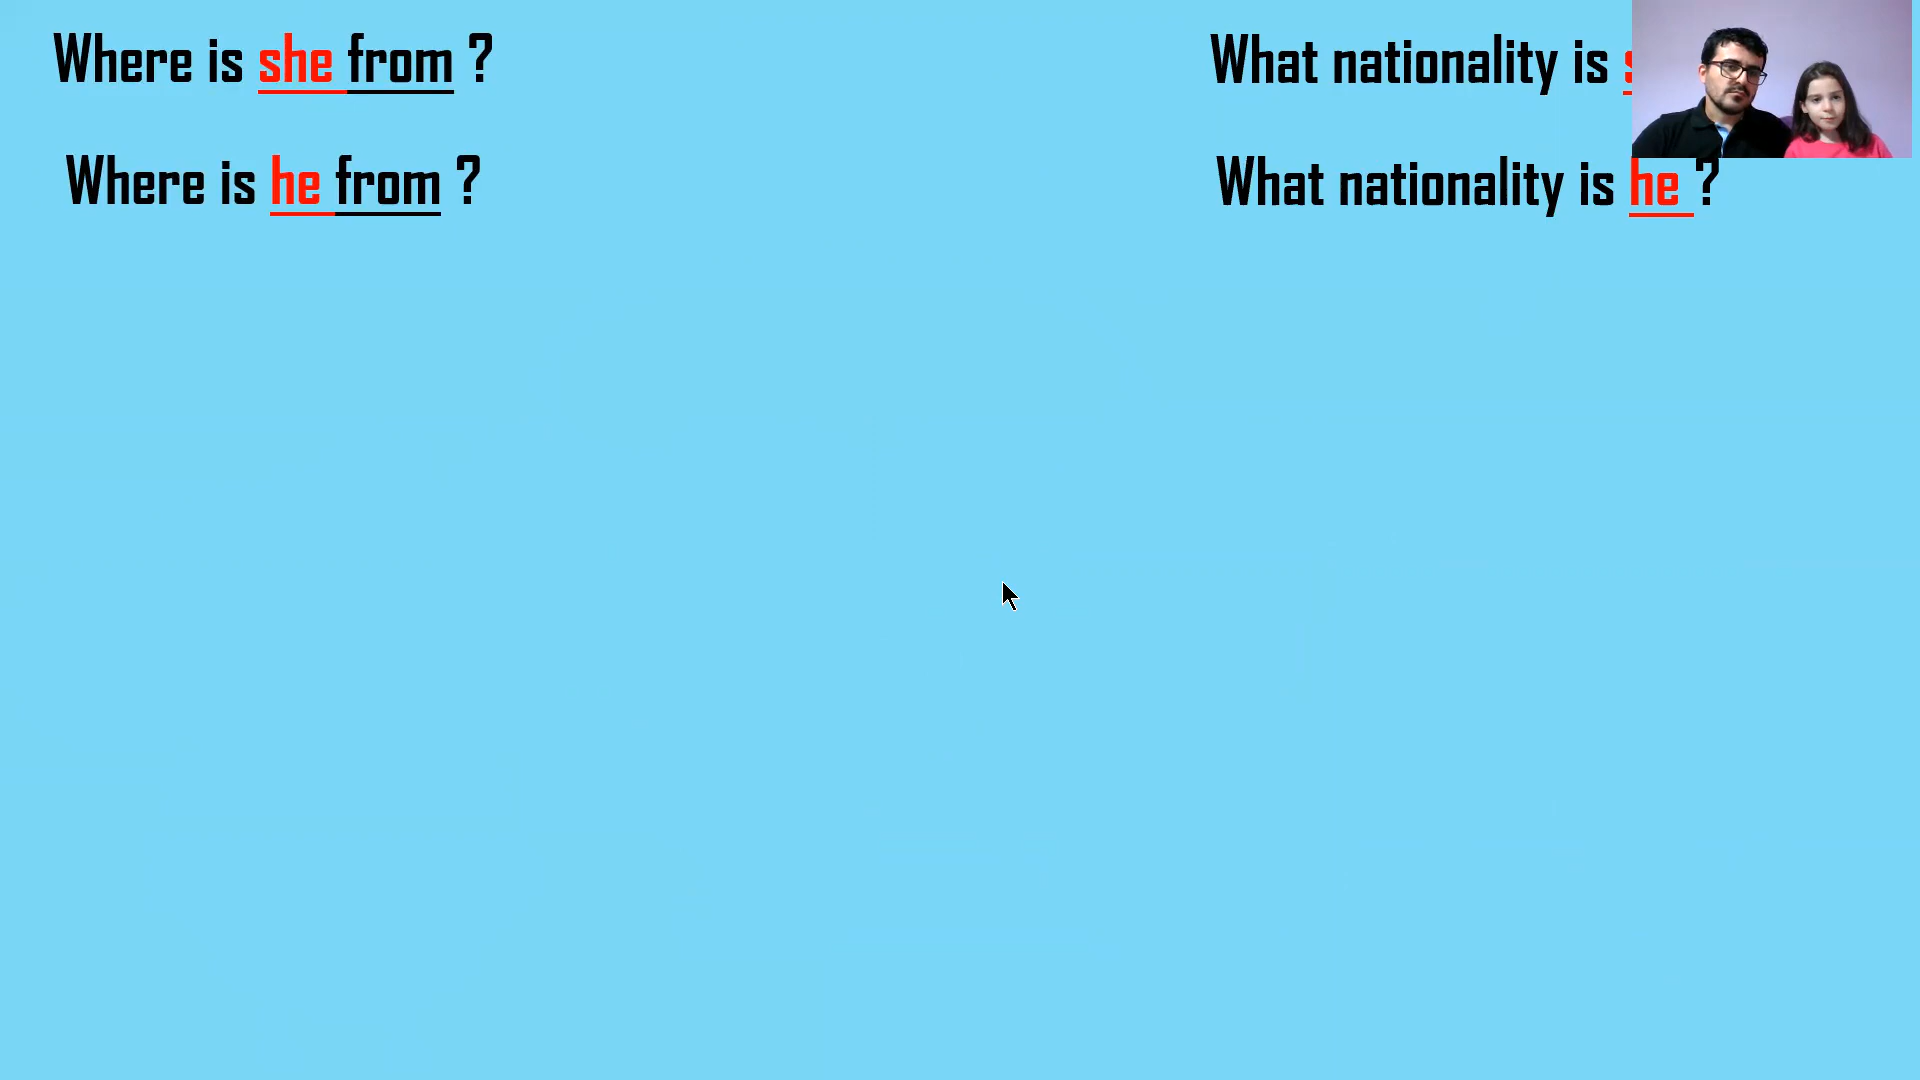 Where is she from ?
What nationality is
Where is he from ?
What nationality is he ?